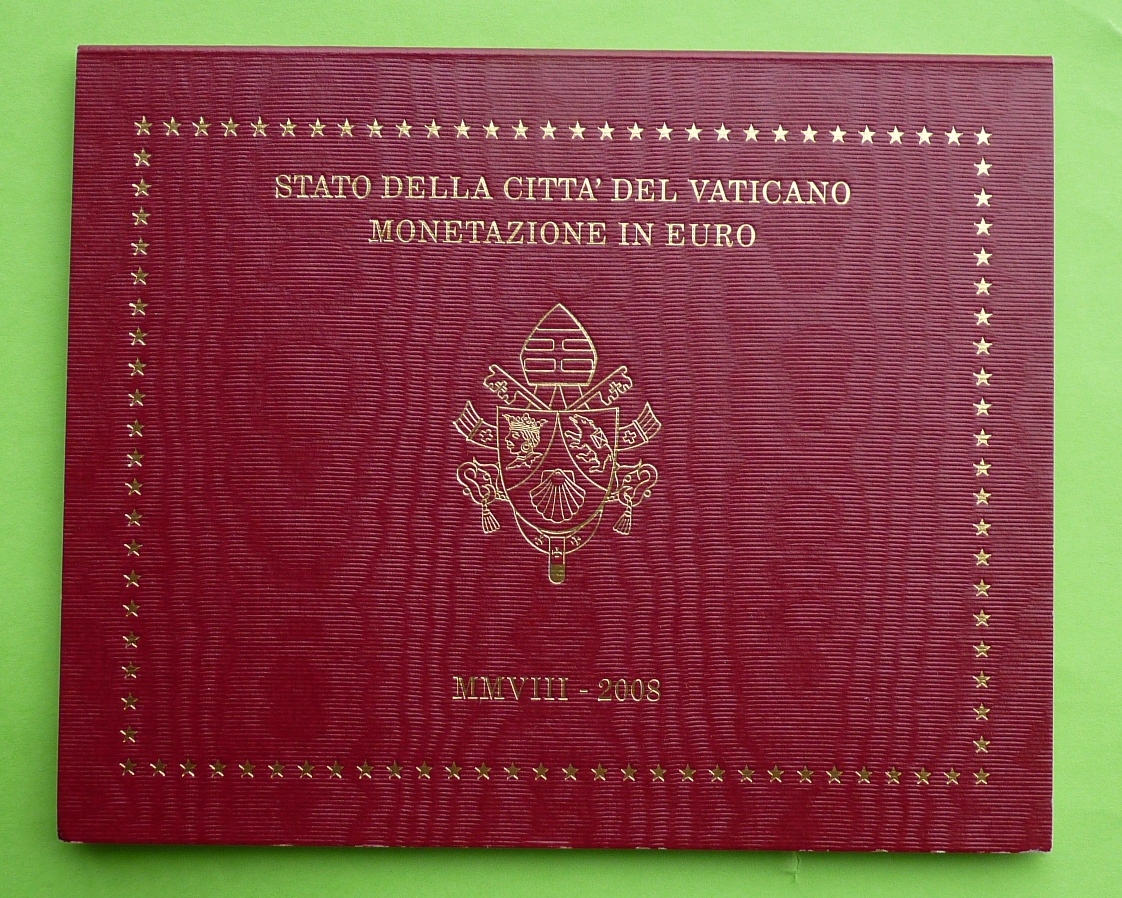 STATO DELLA CITTA' DEL VATICANO
MONETAZIONE IN EURO
MMVIII - 2008